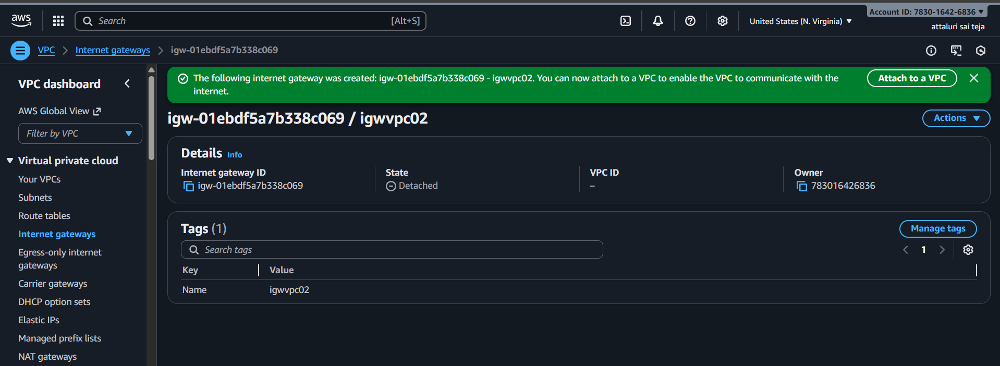 aws
Search
[Alt+S]
United States (N. Virginia)
Account ID: 7830-1642-6836
attaluri sai teja
VPC
Internet gateways
igw-01ebdf5a7b338c069
VPC dashboard
AWS Global View
Filter by VPC
Virtual private cloud
Your VPCs
Subnets
Route tables
Internet gateways
Egress-only internet
gateways
Carrier gateways
DHCP option sets
Elastic IPs
Managed prefix lists
NAT gateways
The following internet gateway was created: igw-01ebdf5a7b338c069 - igwvpc02. You can now attach to a VPC to enable the VPC to communicate with the
internet.
Attach to a VPC
igw-01ebdf5a7b338c069 / igwvpc02
Actions
Details Info
Internet gateway ID
igw-01ebdf5a7b338c069
State
Detached
VPC ID
–
Owner
783016426836
Tags (1)
Manage tags
Search tags
1
Key Value
Name igwvpc02